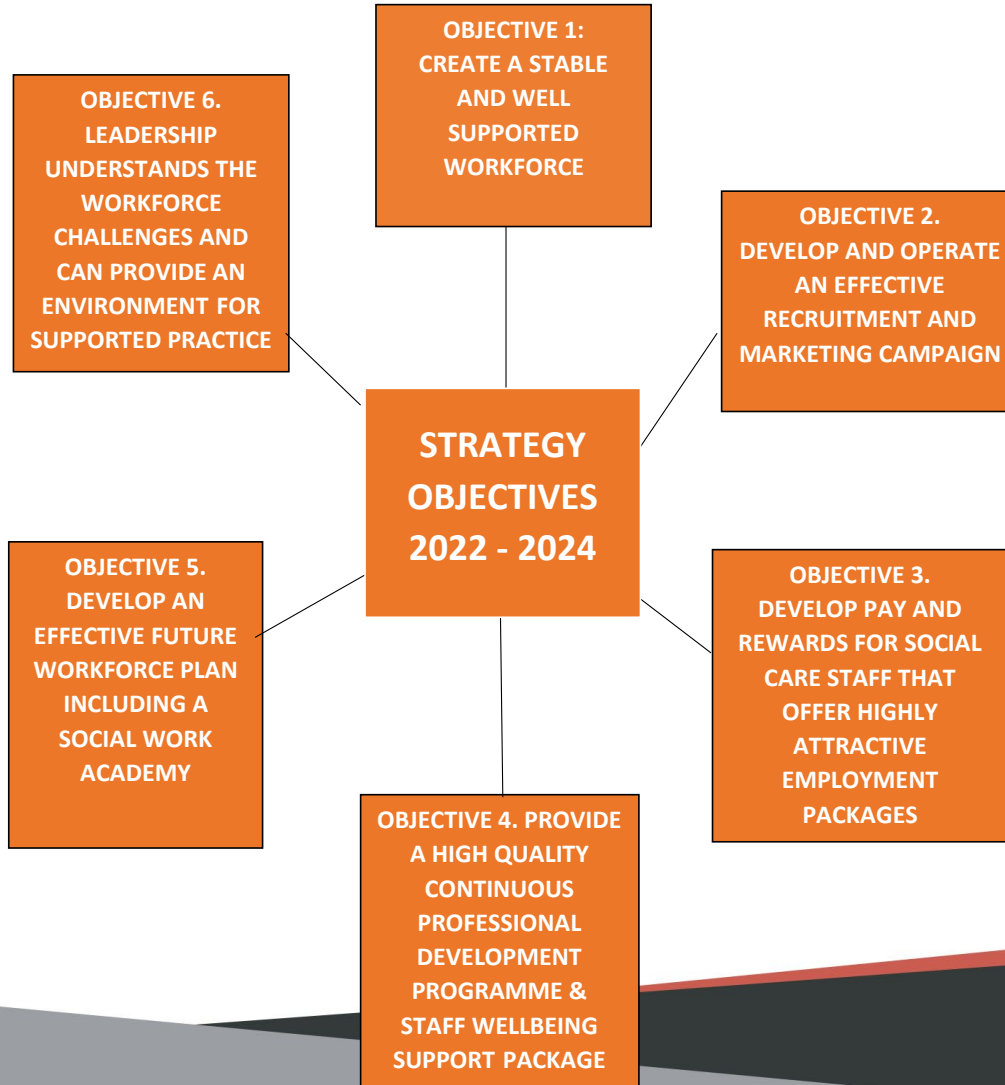 OBJECTIVE 1:
CREATE A STABLE
AND WELL
SUPPORTED
WORKFORCE
OBJECTIVE 2.
DEVELOP AND OPERATE
AN EFFECTIVE
RECRUITMENT AND
MARKETING CAMPAIGN
OBJECTIVE 3.
DEVELOP PAY AND
REWARDS FOR SOCIAL
CARE STAFF THAT
OFFER HIGHLY
ATTRACTIVE
EMPLOYMENT
PACKAGES
OBJECTIVE 4. PROVIDE
A HIGH QUALITY
CONTINUOUS
PROFESSIONAL
DEVELOPMENT
PROGRAMME &
STAFF WELLBEING
SUPPORT PACKAGE
OBJECTIVE 5.
DEVELOP AN
EFFECTIVE FUTURE
WORKFORCE PLAN
INCLUDING A
SOCIAL WORK
ACADEMY
OBJECTIVE 6.
LEADERSHIP
UNDERSTANDS THE
WORKFORCE
CHALLENGES AND
CAN PROVIDE AN
ENVIRONMENT FOR
SUPPORTED PRACTICE
STRATEGY
OBJECTIVES
2022 - 2024